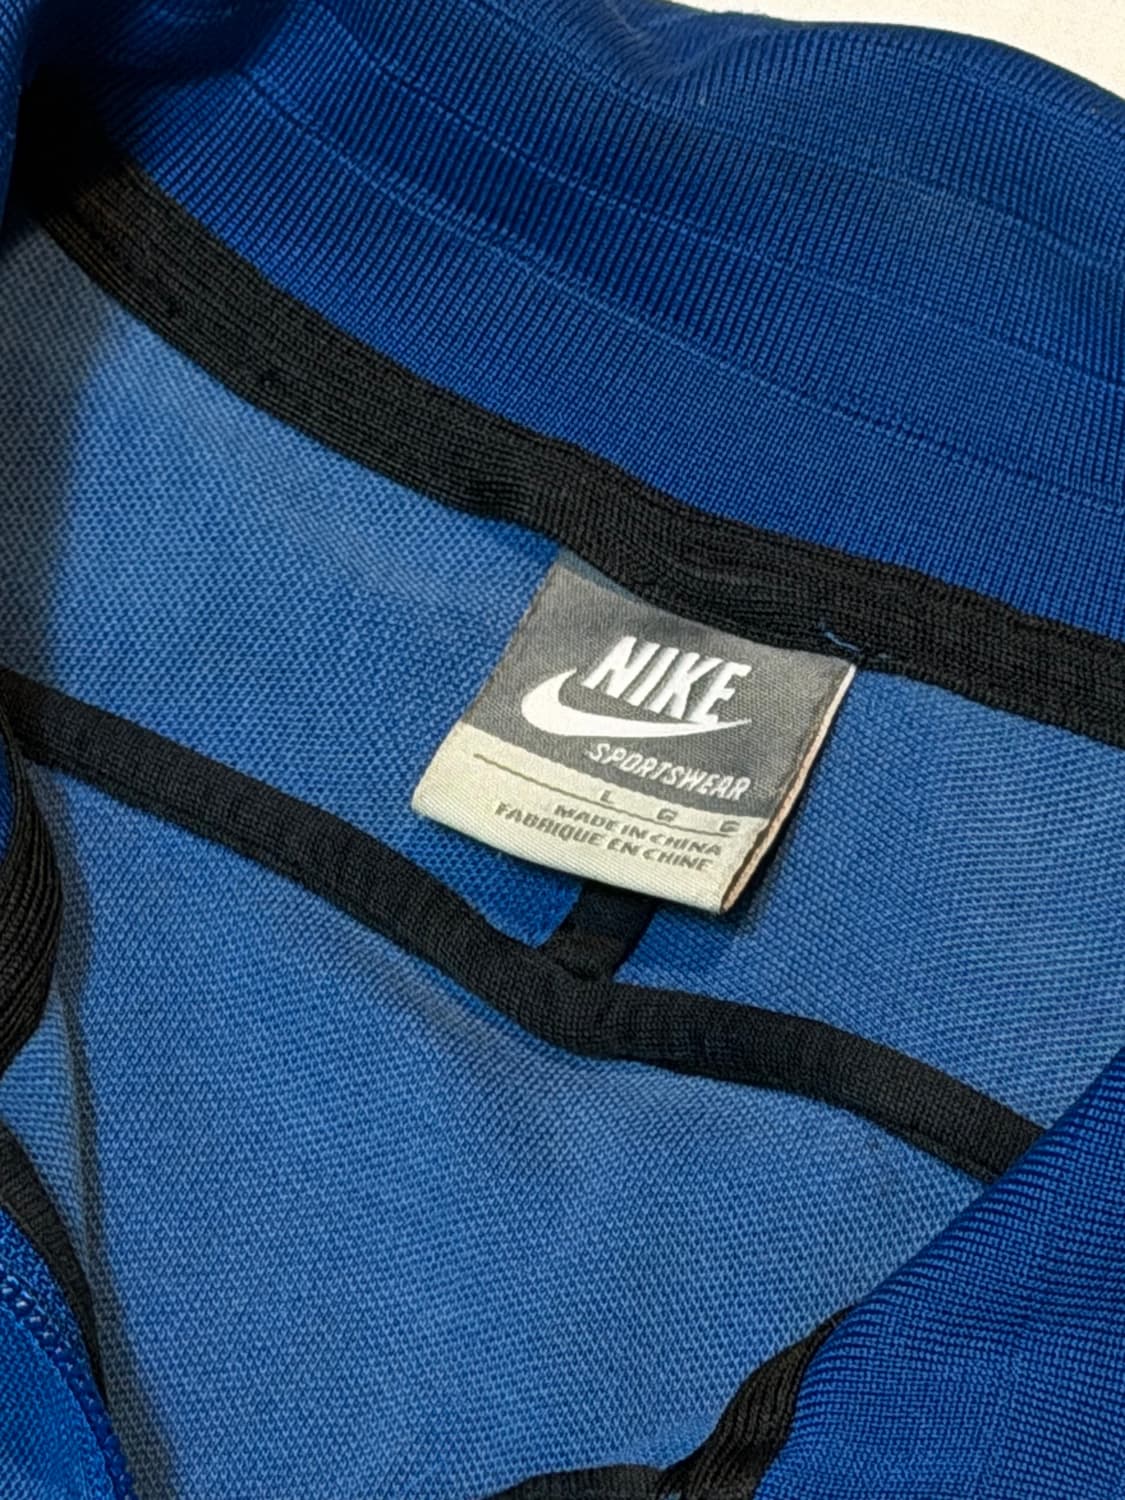 NIKE
SPORTSWEAR
L G G
MADE IN CHINA
FABRIQUE EN CHINE